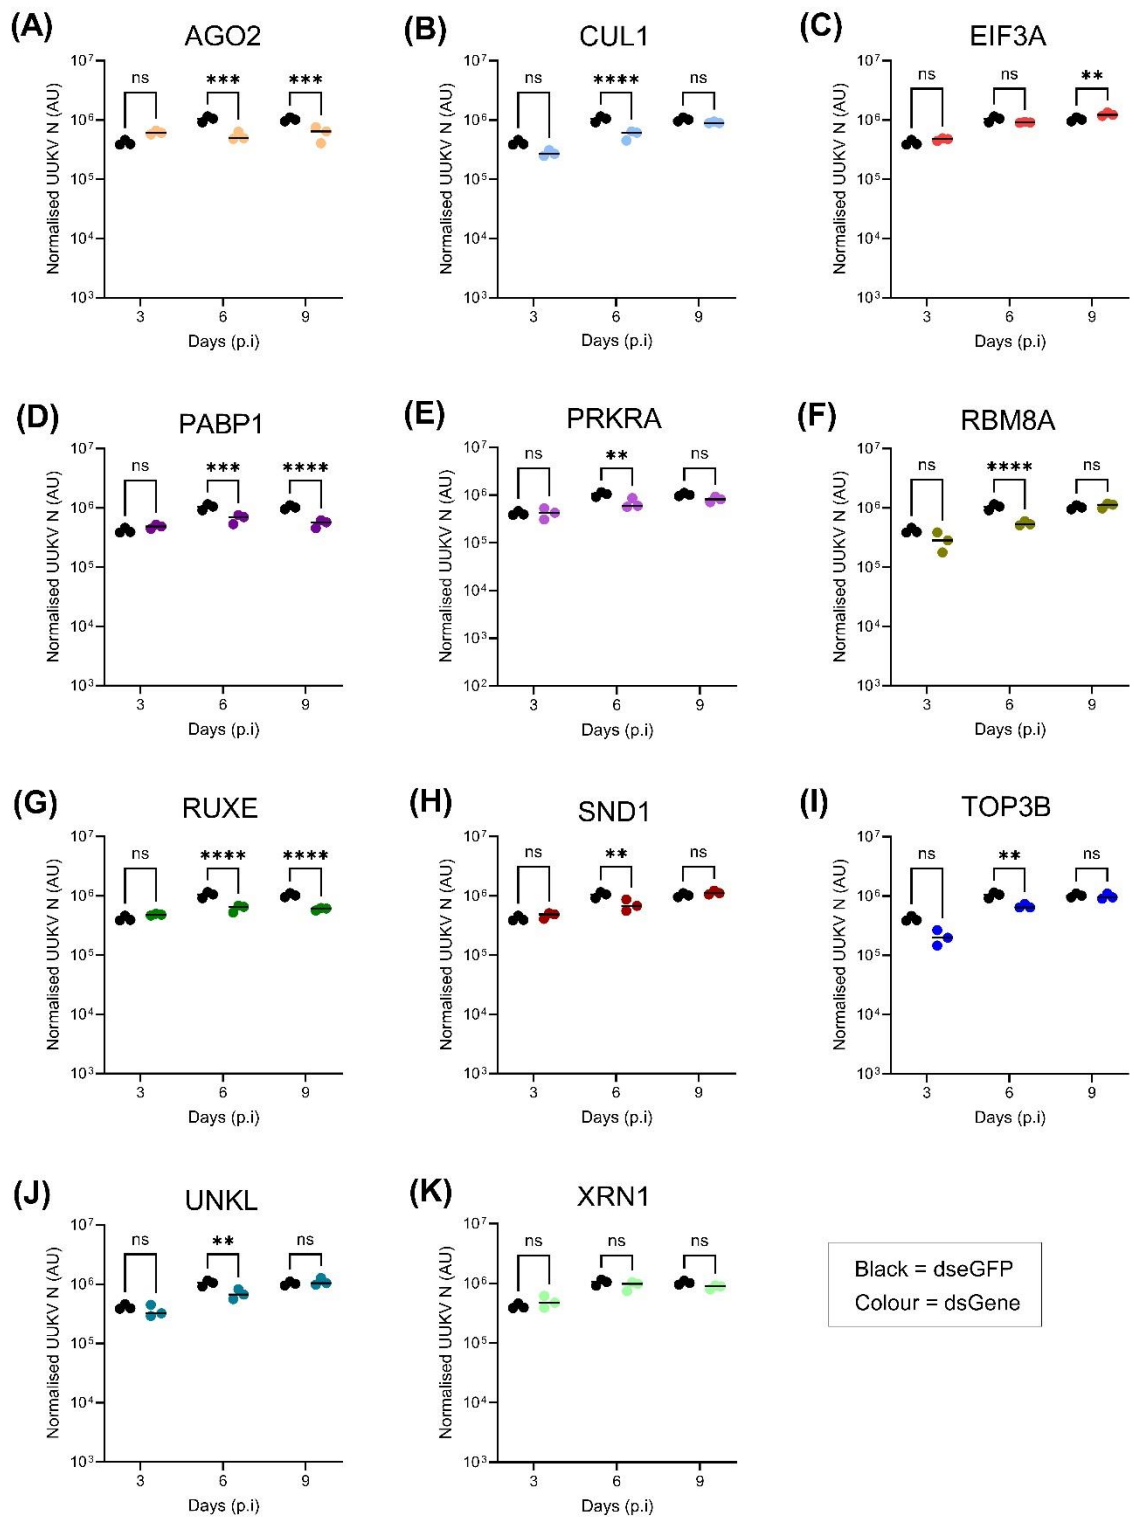 (A)
AGO2
Normalised UUKV N (AU)
10⁷
10⁶
10⁵
10⁴
10³
ns
***
***
3 6 9
Days (p.i)
(B)
CUL1
Normalised UUKV N (AU)
10⁷
10⁶
10⁵
10⁴
10³
ns
****
ns
3 6 9
Days (p.i)
(C)
EIF3A
Normalised UUKV N (AU)
10⁷
10⁶
10⁵
10⁴
10³
ns
ns
**
3 6 9
Days (p.i)
(D)
PABP1
Normalised UUKV N (AU)
10⁷
10⁶
10⁵
10⁴
10³
ns
***
****
3 6 9
Days (p.i)
(E)
PRKRA
Normalised UUKV N (AU)
10⁷
10⁶
10⁵
10⁴
10³
10²
ns
**
ns
3 6 9
Days (p.i)
(F)
RBM8A
Normalised UUKV N (AU)
10⁷
10⁶
10⁵
10⁴
10³
ns
****
ns
3 6 9
Days (p.i)
(G)
RUXE
Normalised UUKV N (AU)
10⁷
10⁶
10⁵
10⁴
10³
ns
****
****
3 6 9
Days (p.i)
(H)
SND1
Normalised UUKV N (AU)
10⁷
10⁶
10⁵
10⁴
10³
ns
**
ns
3 6 9
Days (p.i)
(I)
TOP3B
Normalised UUKV N (AU)
10⁷
10⁶
10⁵
10⁴
10³
ns
**
ns
3 6 9
Days (p.i)
(J)
UNKL
Normalised UUKV N (AU)
10⁷
10⁶
10⁵
10⁴
10³
ns
**
ns
3 6 9
Days (p.i)
(K)
XRN1
Normalised UUKV N (AU)
10⁷
10⁶
10⁵
10⁴
10³
ns
ns
ns
3 6 9
Days (p.i)
Black = dseGFP
Colour = dsGene